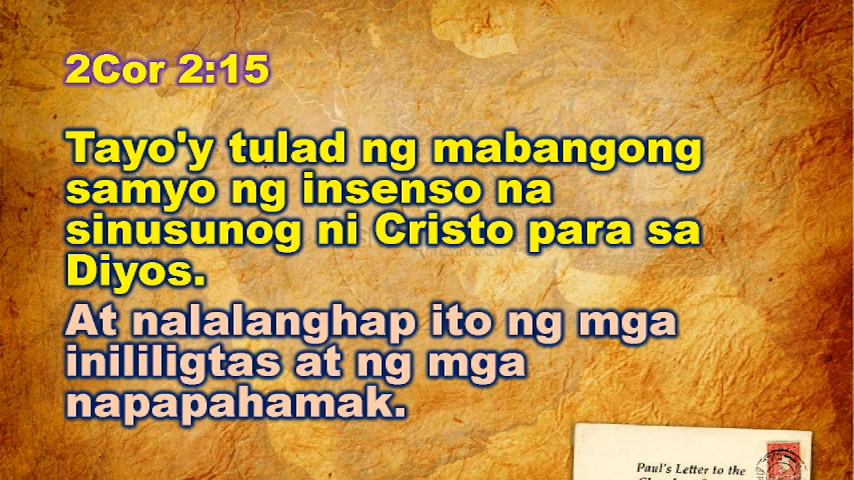 2Cor 2:15
Tayo'y tulad ng mabangong
samyo ng insenso na
sinusunog ni Cristo para sa
Diyos.
At nalalanghap ito ng mga
inililigtas at ng mga
napapahamak.
Paul's Letter to the